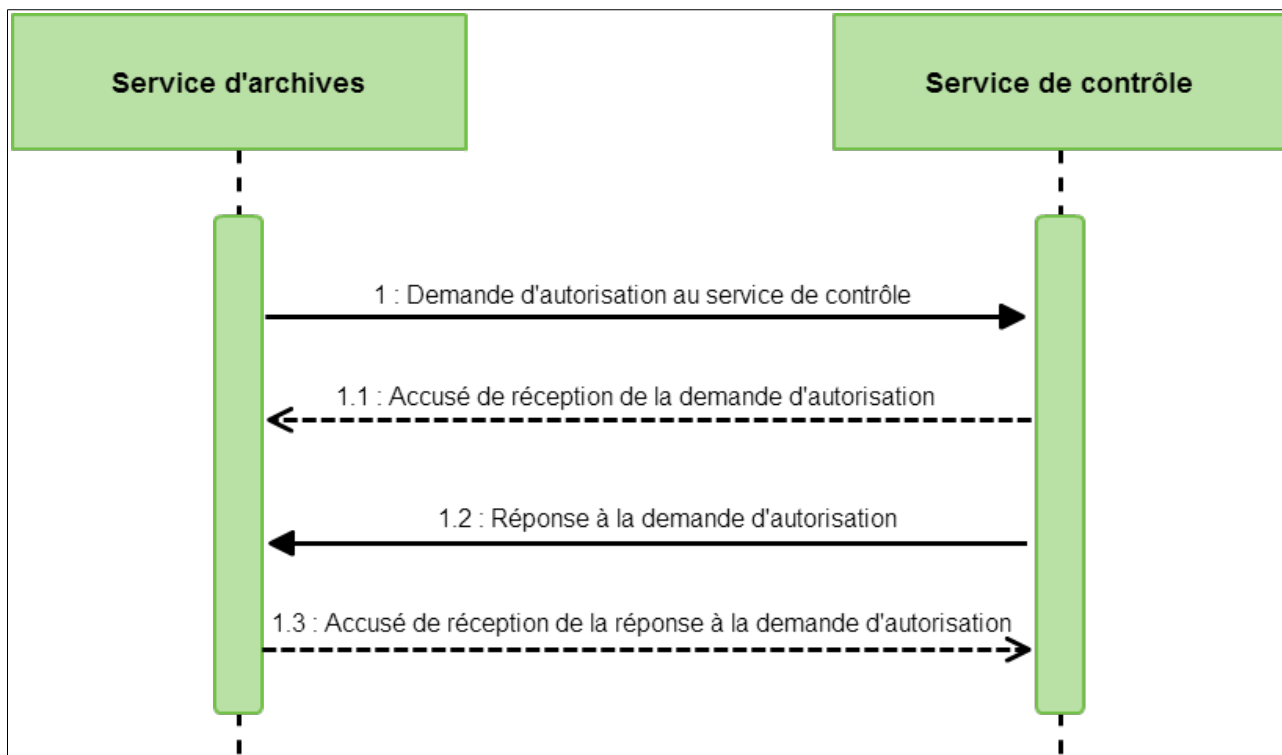 Service d'archives
Service de contrôle
1 : Demande d'autorisation au service de contrôle
1.1 : Accusé de réception de la demande d'autorisation
1.2 : Réponse à la demande d'autorisation
1.3 : Accusé de réception de la réponse à la demande d'autorisation